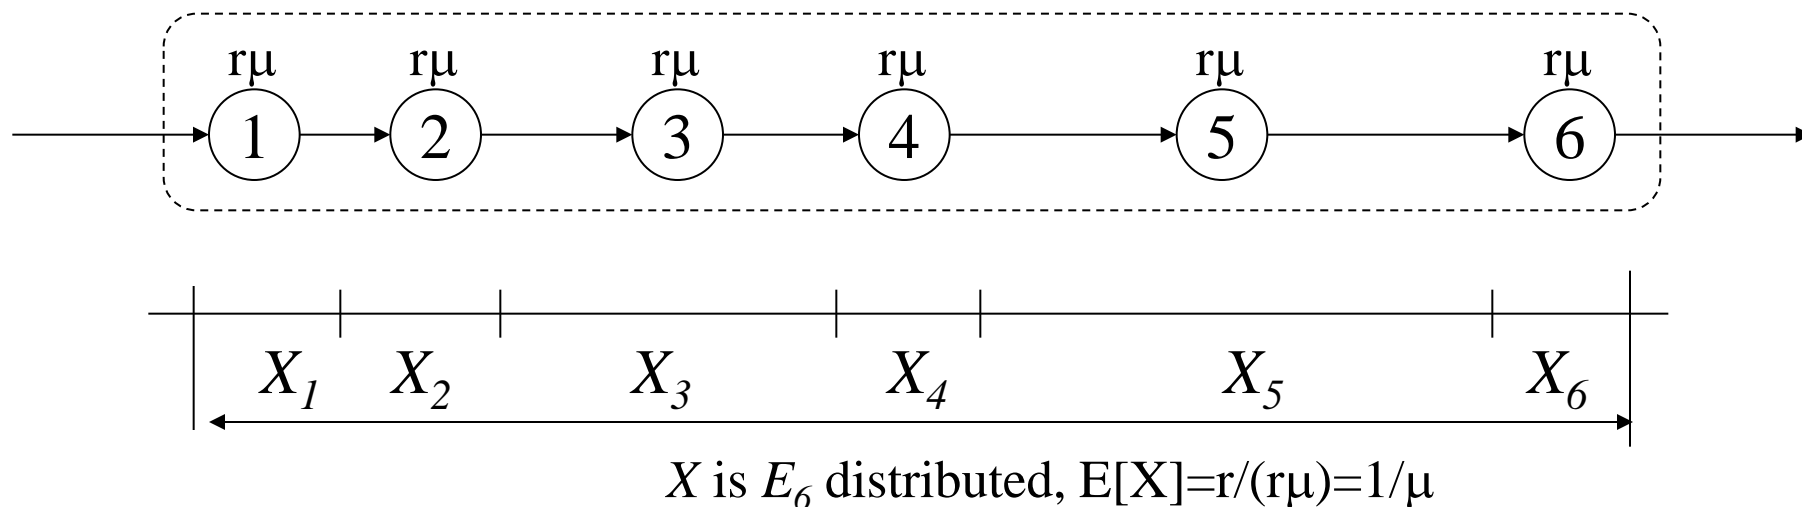 rμ rμ rμ rμ rμ rμ
1 2 3 4 5 6
X1 X2 X3 X4 X5 X6
X is E6 distributed, E[X]=r/(rμ)=1/μ